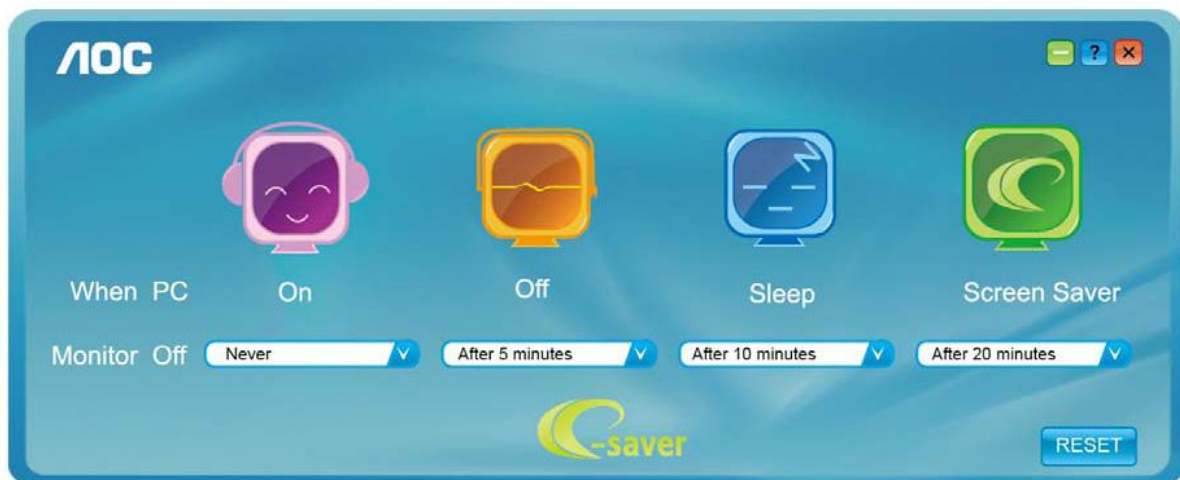 AOC
?
When PC On Off Sleep Screen Saver
Monitor Off Never After 5 minutes After 10 minutes After 20 minutes
e-saver
RESET